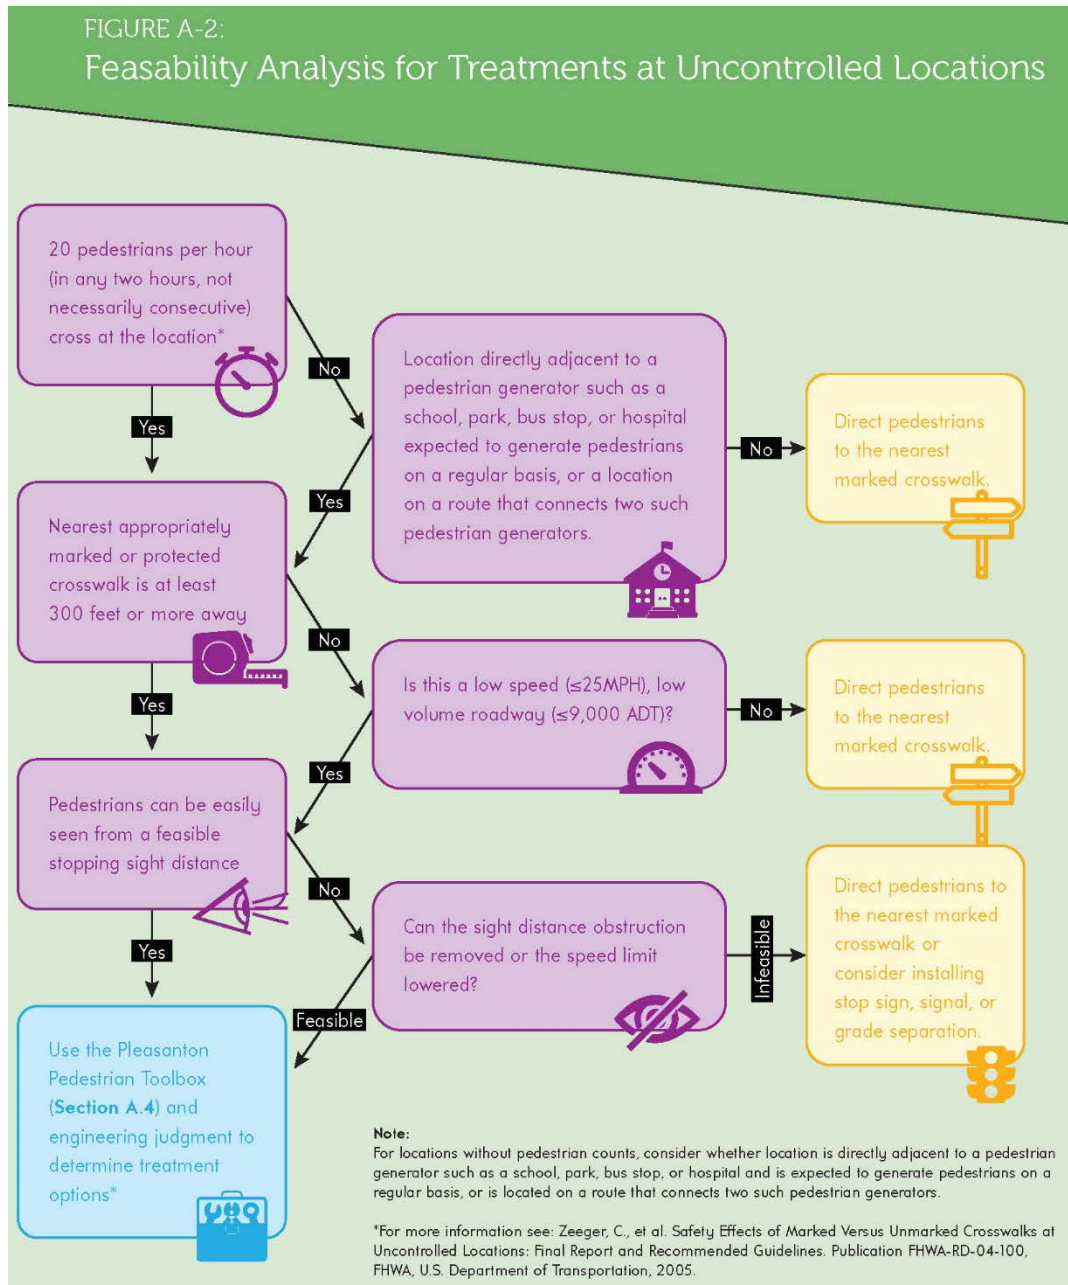 FIGURE A-2:
Feasability Analysis for Treatments at Uncontrolled Locations
20 pedestrians per hour
(in any two hours, not
necessarily consecutive)
cross at the location*
No
Yes
Location directly adjacent to a
pedestrian generator such as a
school, park, bus stop, or hospital
expected to generate pedestrians
on a regular basis, or a location
on a route that connects two such
pedestrian generators.
No
Yes
Direct pedestrians
to the nearest
marked crosswalk.
Nearest appropriately
marked or protected
crosswalk is at least
300 feet or more away
No
Yes
Is this a low speed (≤25MPH), low
volume roadway (≤9,000 ADT)?
No
Yes
Direct pedestrians
to the nearest
marked crosswalk.
Pedestrians can be easily
seen from a feasible
stopping sight distance
No
Yes
Can the sight distance obstruction
be removed or the speed limit
lowered?
Infeasible
Feasible
Direct pedestrians to
the nearest marked
crosswalk or
consider installing
stop sign, signal, or
grade separation.
Use the Pleasanton
Pedestrian Toolbox
(Section A.4) and
engineering judgment to
determine treatment
options*
Note:
For locations without pedestrian counts, consider whether location is directly adjacent to a pedestrian
generator such as a school, park, bus stop, or hospital and is expected to generate pedestrians on a
regular basis, or is located on a route that connects two such pedestrian generators.
*For more information see: Zeeger, C., et al. Safety Effects of Marked Versus Unmarked Crosswalks at
Uncontrolled Locations: Final Report and Recommended Guidelines. Publication FHWA-RD-04-100,
FHWA, U.S. Department of Transportation, 2005.